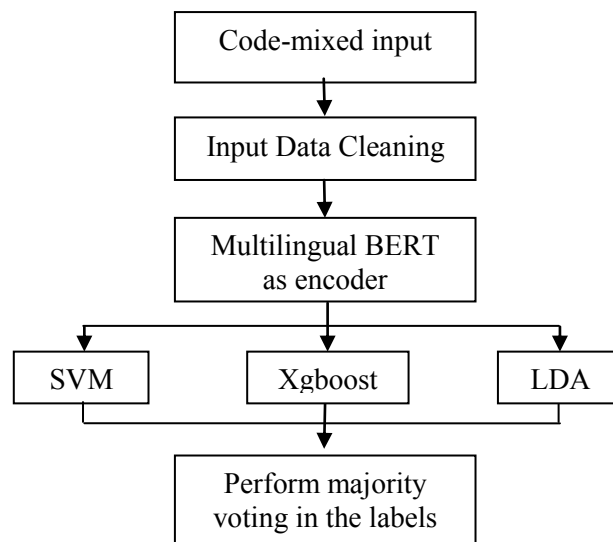 Code-mixed input
Input Data Cleaning
Multilingual BERT
as encoder
SVM
Xgboost
LDA
Perform majority
voting in the labels